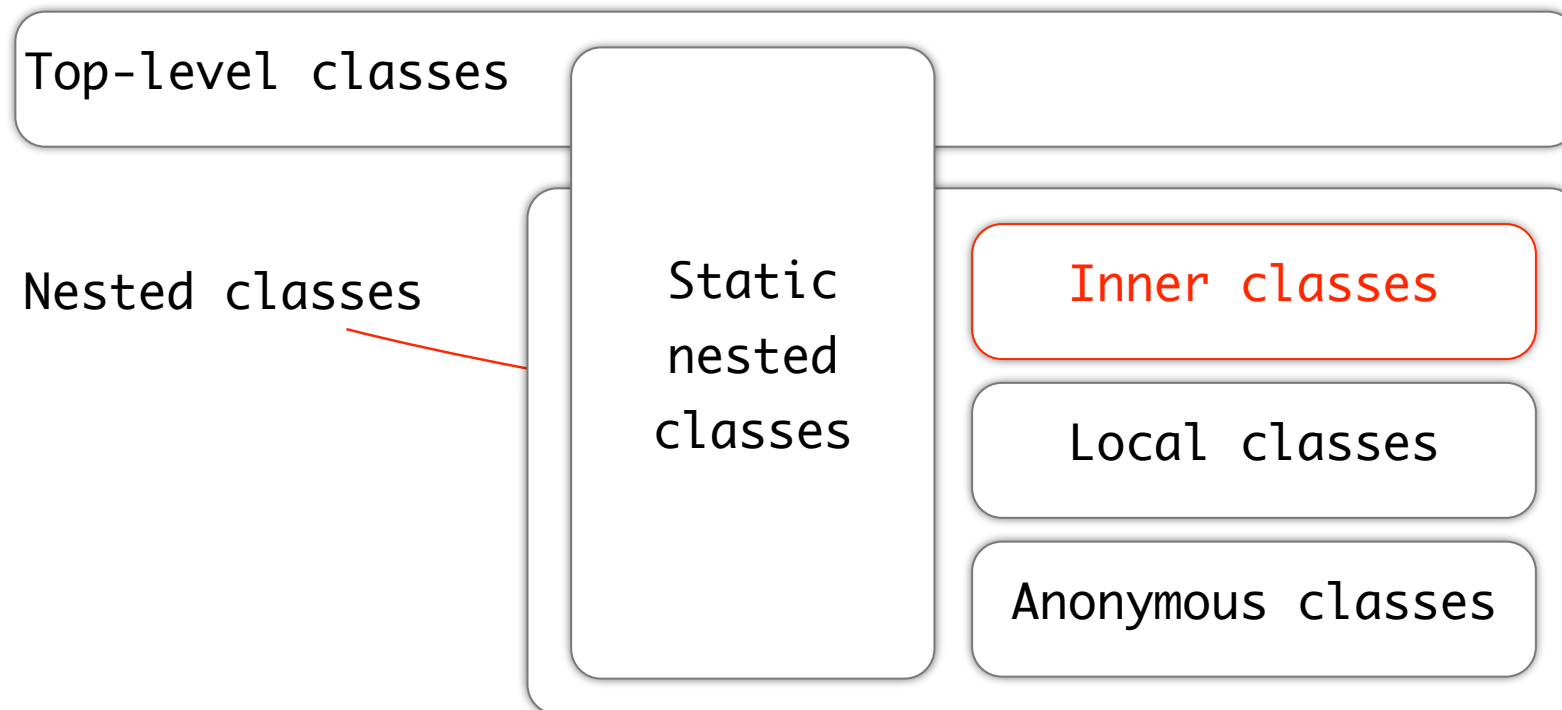 Top-level classes
Nested classes
Static
nested
classes
Inner classes
Local classes
Anonymous classes